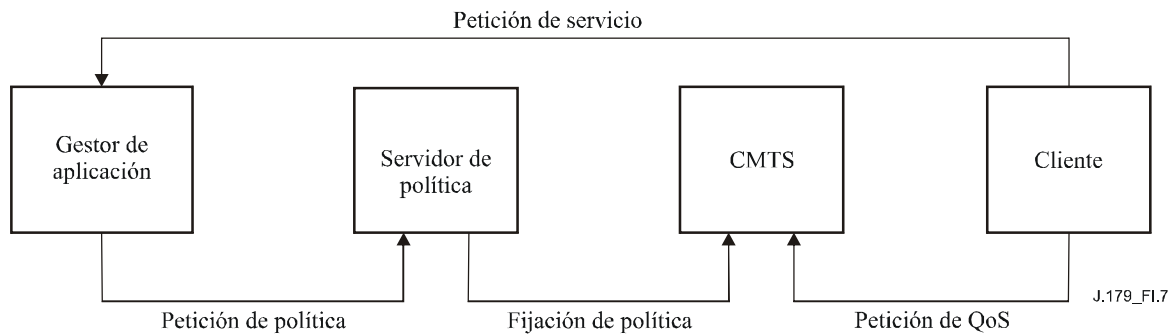 Petición de servicio
Gestor de
aplicación
Servidor de
política
CMTS
Cliente
J.179_FI.7
Petición de política
Fijación de política
Petición de QoS